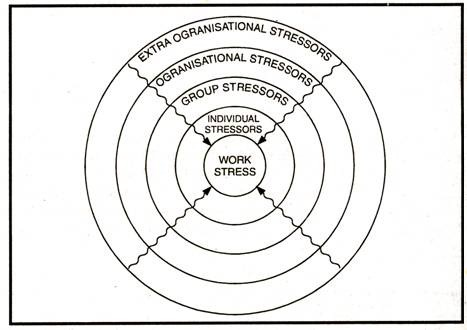 EXTRA OGRANISATIONAL STRESSORS
OGRANISATIONAL STRESSORS
GROUP STRESSORS
INDIVIDUAL
STRESSORS
WORK
STRESS